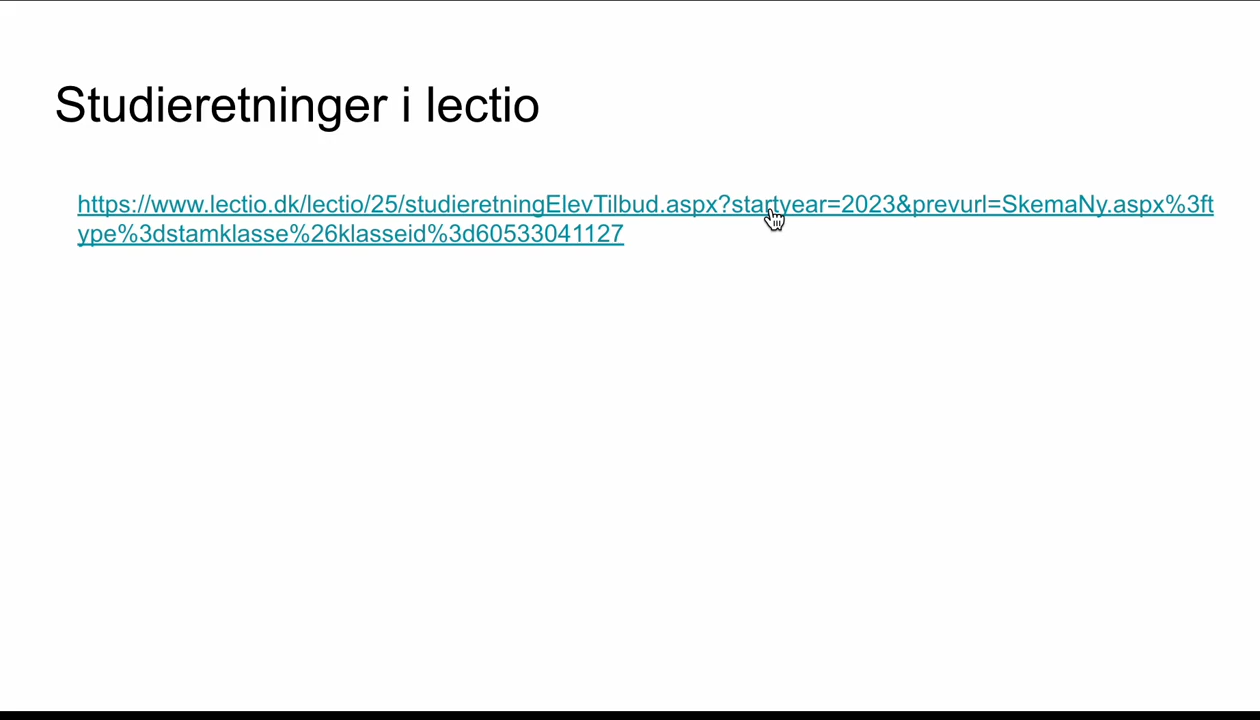 Studieretninger i lectio
https://www.lectio.dk/lectio/25/studieretningElevTilbud.aspx?startyear=2023&prevurl=SkemaNy.aspx%3ft
ype%3dstamklasse%26klasseid%3d60533041127